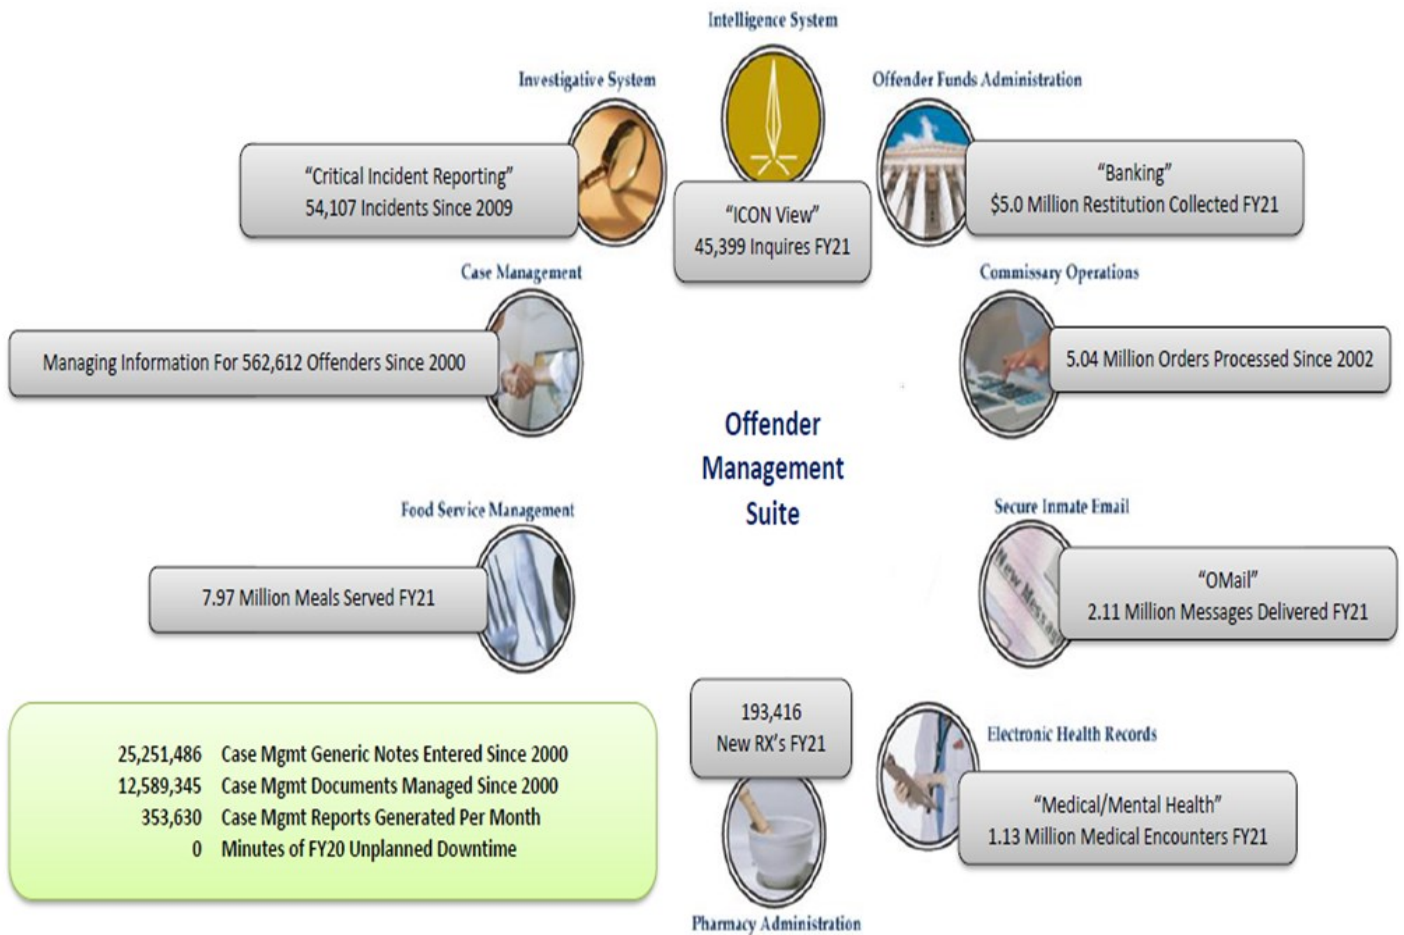 Intelligence System
Investigative System
Offender Funds Administration
"Critical Incident Reporting"
54,107 Incidents Since 2009
"ICON View"
45,399 Inquires FY21
"Banking"
$5.0 Million Restitution Collected FY21
Case Management
Commissary Operations
Managing Information For 562,612 Offenders Since 2000
5.04 Million Orders Processed Since 2002
Offender
Management
Suite
Food Service Management
Secure Inmate Email
7.97 Million Meals Served FY21
New Message
"OMail"
2.11 Million Messages Delivered FY21
193,416
New RX's FY21
Electronic Health Records
"Medical/Mental Health"
1.13 Million Medical Encounters FY21
25,251,486 Case Mgmt Generic Notes Entered Since 2000
12,589,345 Case Mgmt Documents Managed Since 2000
353,630 Case Mgmt Reports Generated Per Month
0 Minutes of FY20 Unplanned Downtime
Pharmacy Administration